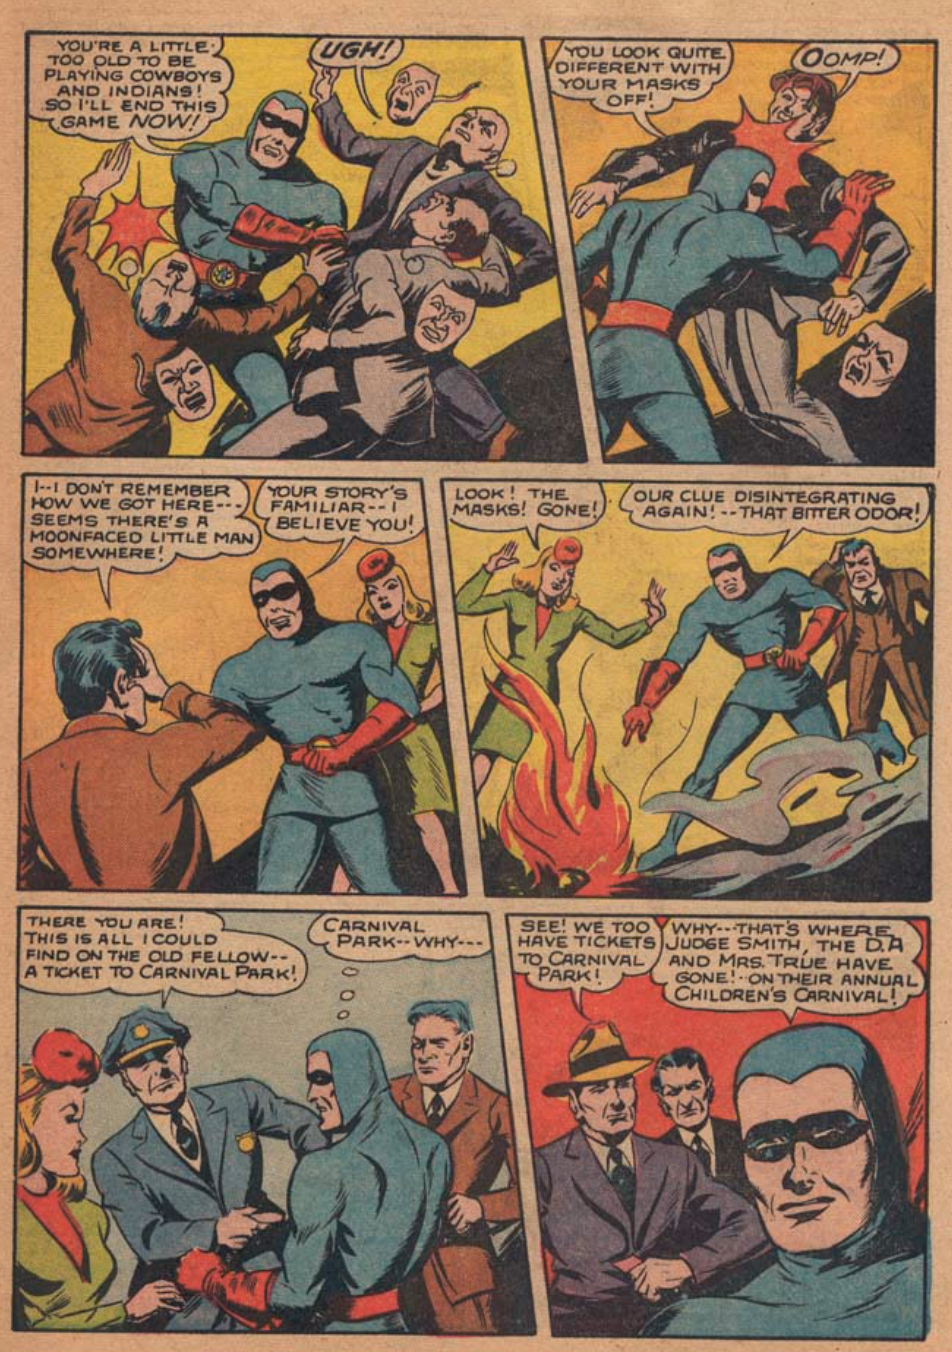 YOU'RE A LITTLE
TOO OLD TO BE
PLAYING COWBOYS
AND INDIANS!
SO I'LL END THIS
GAME NOW!
UGH!
YOU LOOK QUITE
DIFFERENT WITH
YOUR MASKS
OFF!
OOMP!
I--I DON'T REMEMBER
HOW WE GOT HERE--
SEEMS THERE'S A
MOONFACED LITTLE MAN
SOMEWHERE!
YOUR STORY'S
FAMILIAR--I
BELIEVE YOU!
LOOK! THE
MASKS! GONE!
OUR CLUE DISINTEGRATING
AGAIN!--THAT BITTER ODOR!
THERE YOU ARE!
THIS IS ALL I COULD
FIND ON THE OLD FELLOW--
A TICKET TO CARNIVAL PARK!
CARNIVAL
PARK--WHY---
SEE! WE TOO
HAVE TICKETS
TO CARNIVAL
PARK!
WHY---THAT'S WHERE
JUDGE SMITH, THE D.A
AND MRS. TRUE HAVE
GONE!--ON THEIR ANNUAL
CHILDREN'S CARNIVAL!